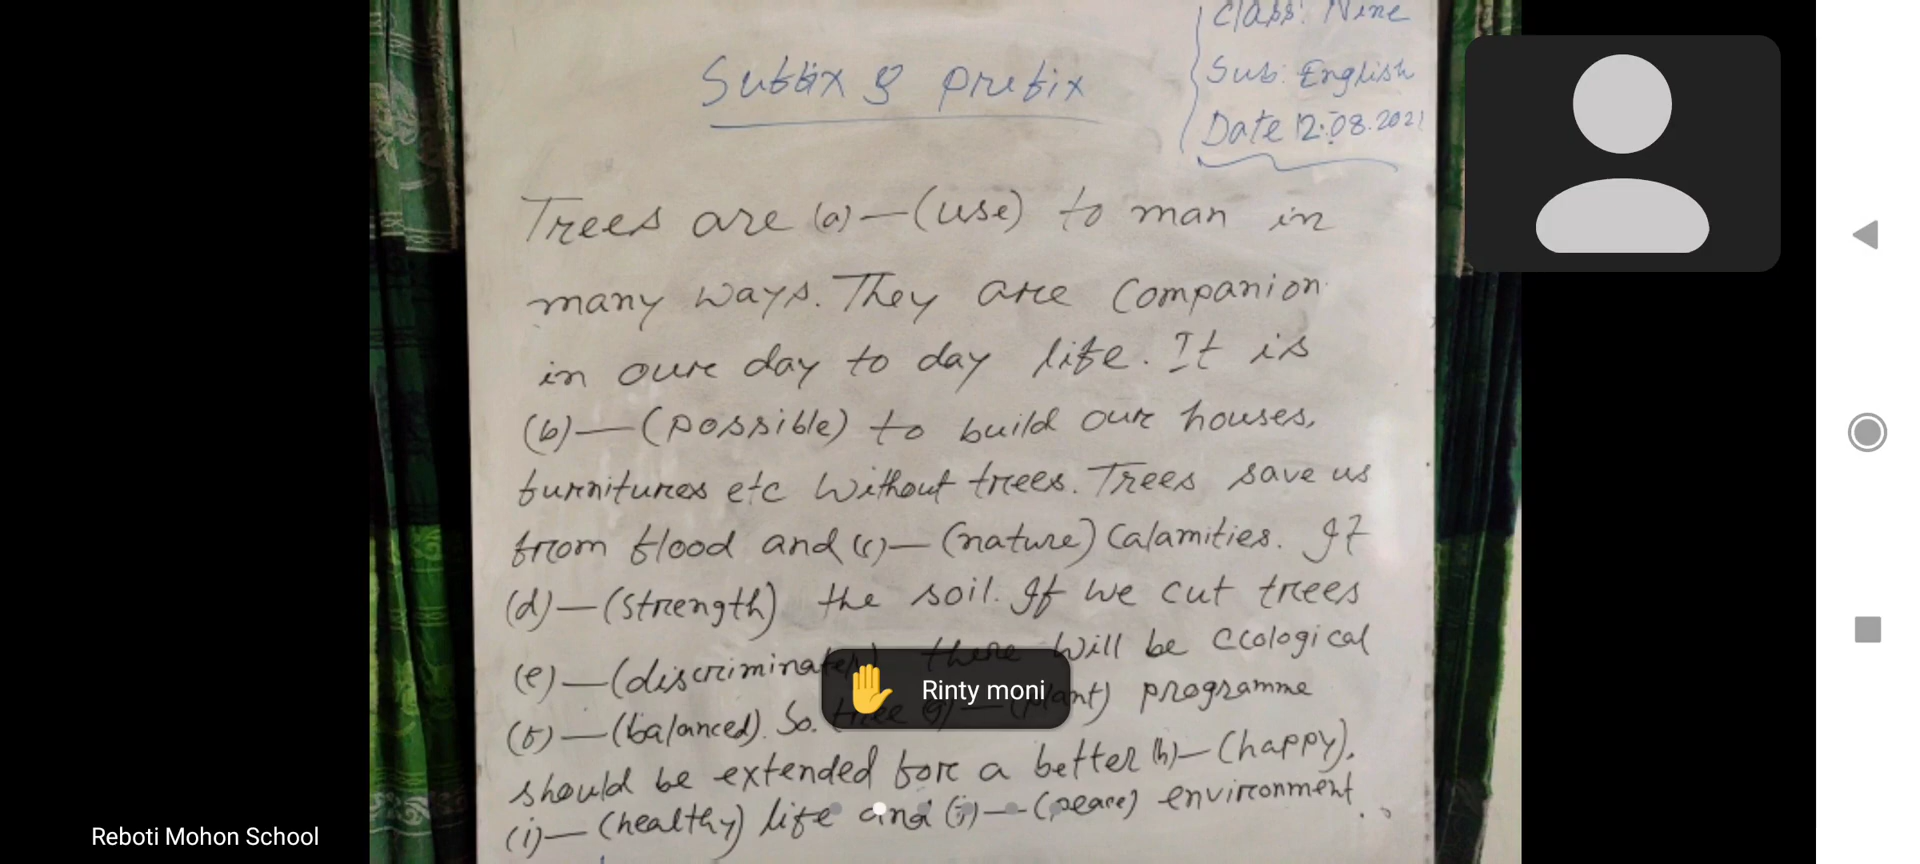 Class: Nine
Sub: English
Date 12.08.2021
Suffix & Prefix
Trees are (a)—(use) to man in
many ways. They are companion
in our day to day life. It is
(b)—(possible) to build our houses,
furnitures etc without trees. Trees save us
from flood and (c)—(nature) calamities. It
(d)—(strength) the soil. If we cut trees
(e)—(discriminately) there will be ecological
(f)—(balanced). So. tree (g)—(plant) programme
should be extended for a better (h)—(happy),
(i)—(healthy) life and (j)—(peace) environment.
Rinty moni
Reboti Mohon School